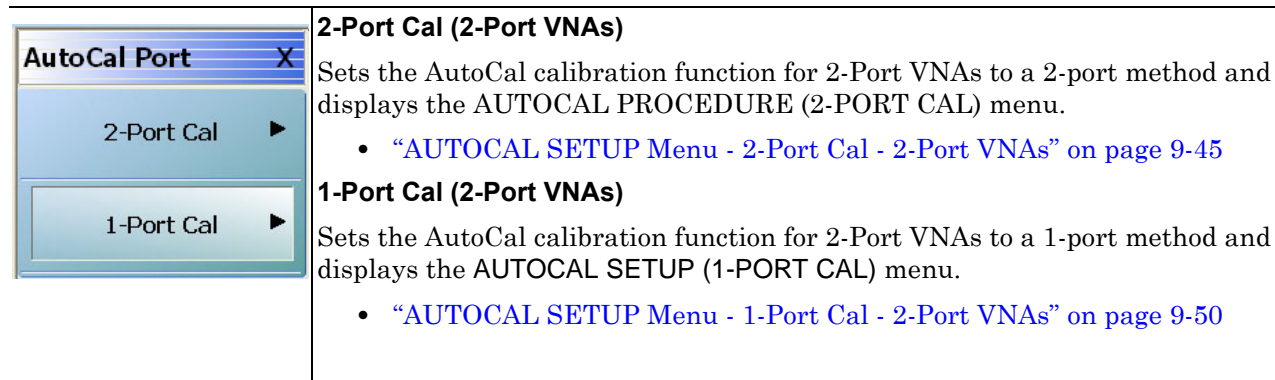 AutoCal Port X
2-Port Cal
1-Port Cal
2-Port Cal (2-Port VNAs)
Sets the AutoCal calibration function for 2-Port VNAs to a 2-port method and
displays the AUTOCAL PROCEDURE (2-PORT CAL) menu.
• “AUTOCAL SETUP Menu - 2-Port Cal - 2-Port VNAs” on page 9-45
1-Port Cal (2-Port VNAs)
Sets the AutoCal calibration function for 2-Port VNAs to a 1-port method and
displays the AUTOCAL SETUP (1-PORT CAL) menu.
• “AUTOCAL SETUP Menu - 1-Port Cal - 2-Port VNAs” on page 9-50